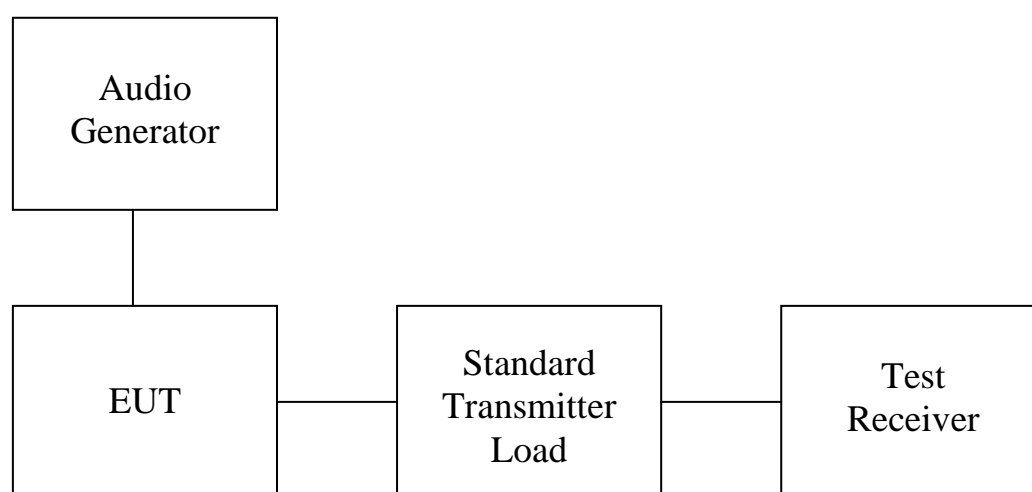 Audio
Generator
EUT
Standard
Transmitter
Load
Test
Receiver